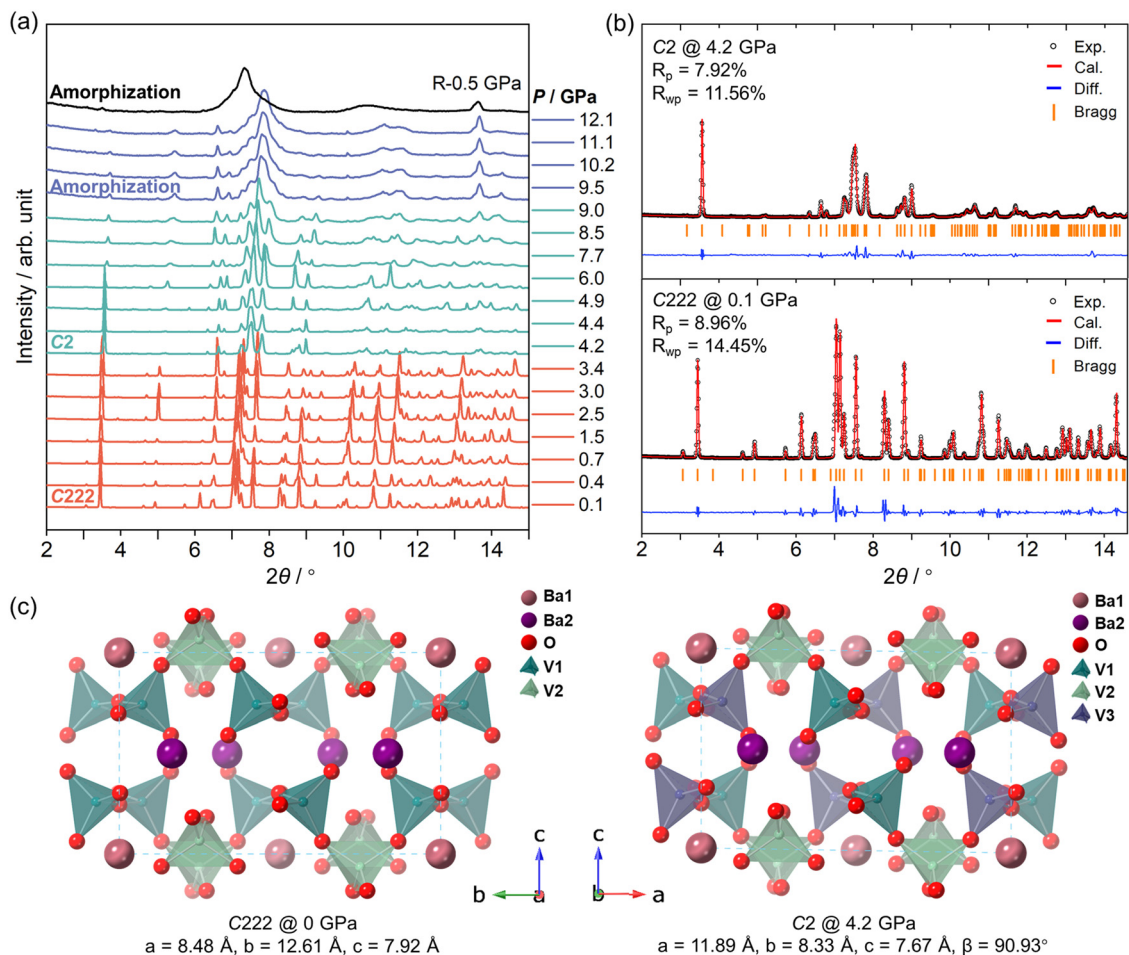 (a)
Amorphization
R-0.5 GPa
P / GPa
12.1
11.1
10.2
Amorphization
9.5
9.0
8.5
7.7
6.0
4.9
4.4
C2
4.2
3.4
3.0
2.5
1.5
0.7
0.4
C222
0.1
Intensity / arb. unit
2 4 6 8 10 12 14
2θ / °
(b)
C2 @ 4.2 GPa
Rp = 7.92%
Rwp = 11.56%
Exp.
Cal.
Diff.
Bragg
C222 @ 0.1 GPa
Rp = 8.96%
Rwp = 14.45%
Exp.
Cal.
Diff.
Bragg
2 4 6 8 10 12 14
2θ / °
(c)
Ba1
Ba2
O
V1
V2
c
b a
C222 @ 0 GPa
a = 8.48 Å, b = 12.61 Å, c = 7.92 Å
Ba1
Ba2
O
V1
V2
V3
c
b a
C2 @ 4.2 GPa
a = 11.89 Å, b = 8.33 Å, c = 7.67 Å, β = 90.93°